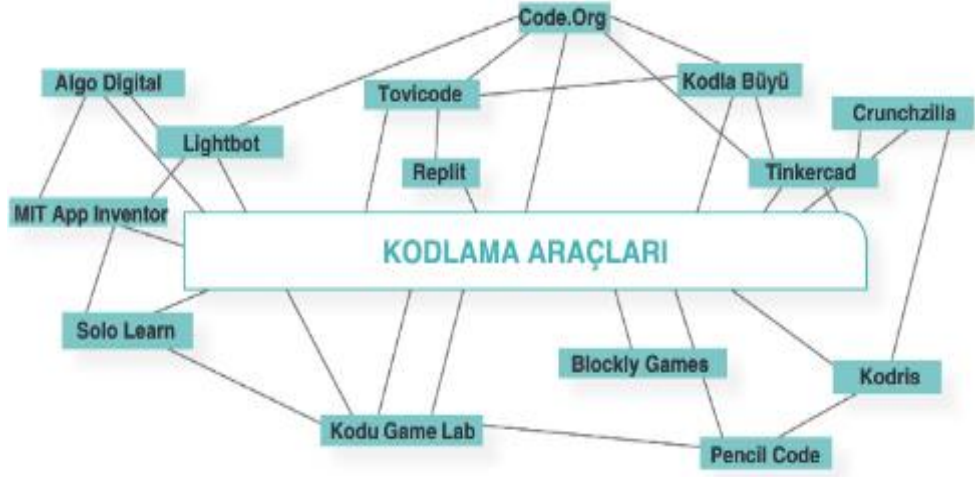 Code.Org
Algo Digital
Tovicode
Kodla Büyü
Crunchzilla
Lightbot
Replit
Tinkercad
MIT App Inventor
KODLAMA ARAÇLARI
Solo Learn
Blockly Games
Kodris
Kodu Game Lab
Pencil Code